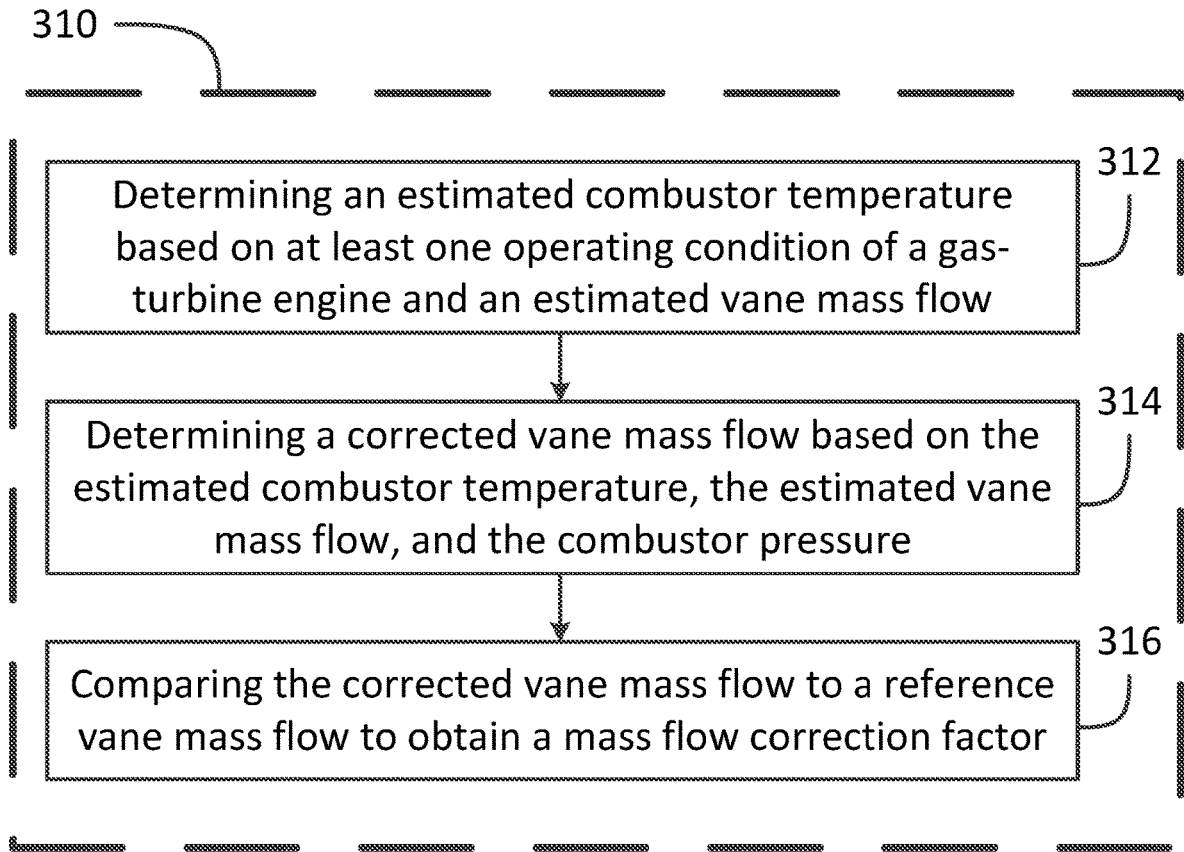 310
312
Determining an estimated combustor temperature
based on at least one operating condition of a gas-
turbine engine and an estimated vane mass flow
314
Determining a corrected vane mass flow based on the
estimated combustor temperature, the estimated vane
mass flow, and the combustor pressure
316
Comparing the corrected vane mass flow to a reference
vane mass flow to obtain a mass flow correction factor